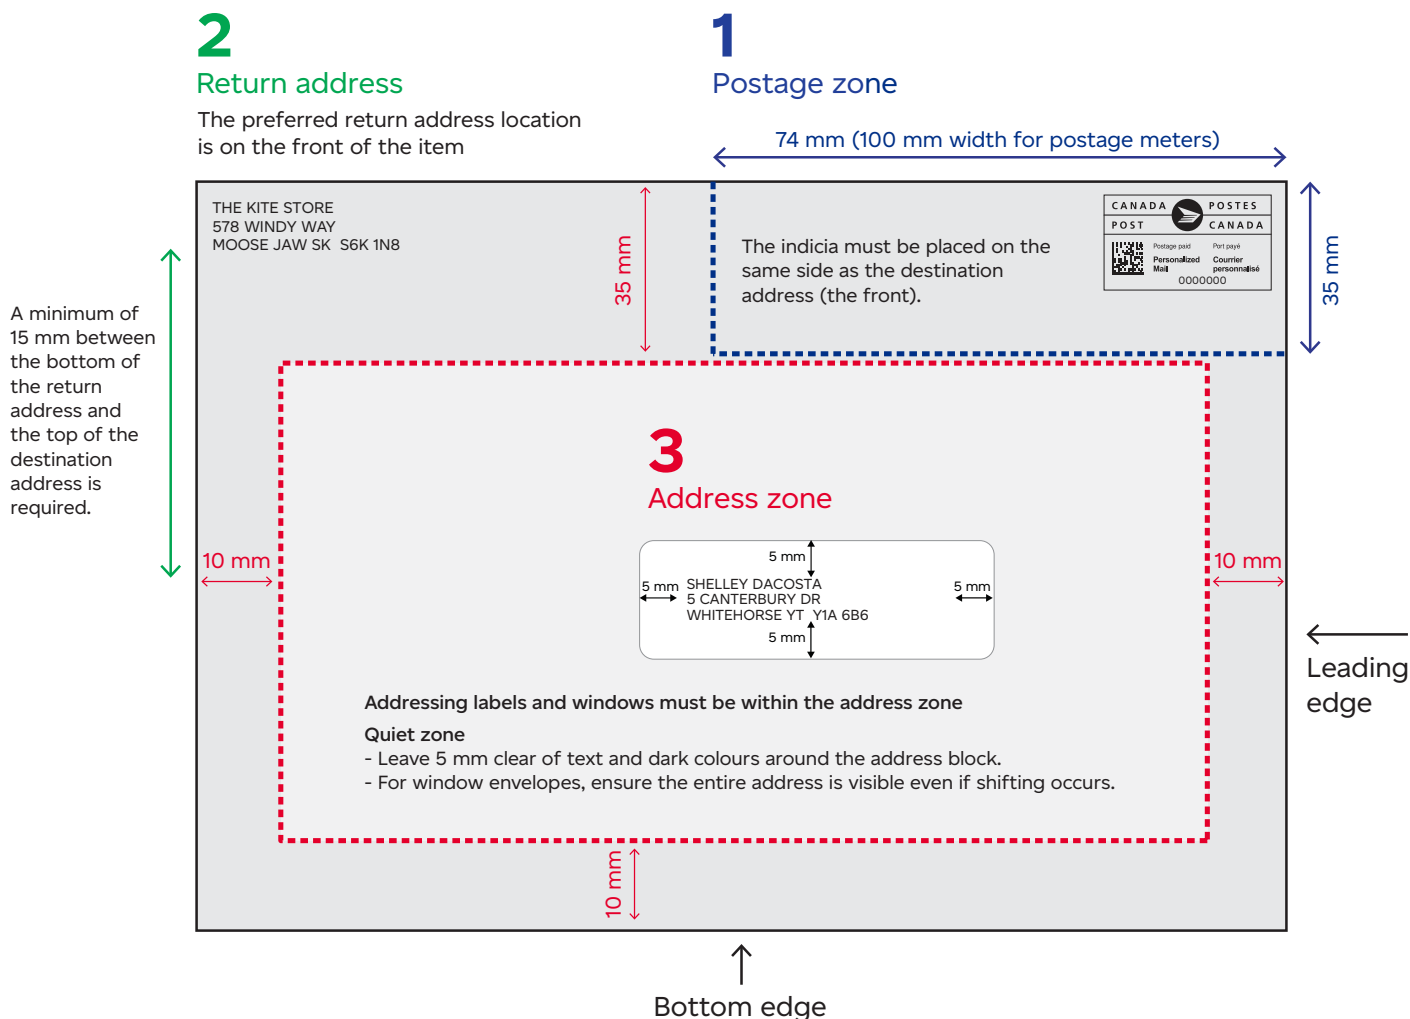 2
Return address
The preferred return address location
is on the front of the item
1
Postage zone
74 mm (100 mm width for postage meters)
THE KITE STORE
578 WINDY WAY
MOOSE JAW SK  S6K 1N8
35 mm
The indicia must be placed on the
same side as the destination
address (the front).
CANADA POSTES
POST CANADA
Postage paid Port payé
Personalized Courrier
Mail personnalisé
0000000
35 mm
A minimum of
15 mm between
the bottom of
the return
address and
the top of the
destination
address is
required.
3
Address zone
10 mm
10 mm
5 mm
5 mm
SHELLEY DACOSTA
5 CANTERBURY DR
WHITEHORSE YT  Y1A 6B6
5 mm
5 mm
Leading
edge
Addressing labels and windows must be within the address zone
Quiet zone
- Leave 5 mm clear of text and dark colours around the address block.
- For window envelopes, ensure the entire address is visible even if shifting occurs.
10 mm
Bottom edge